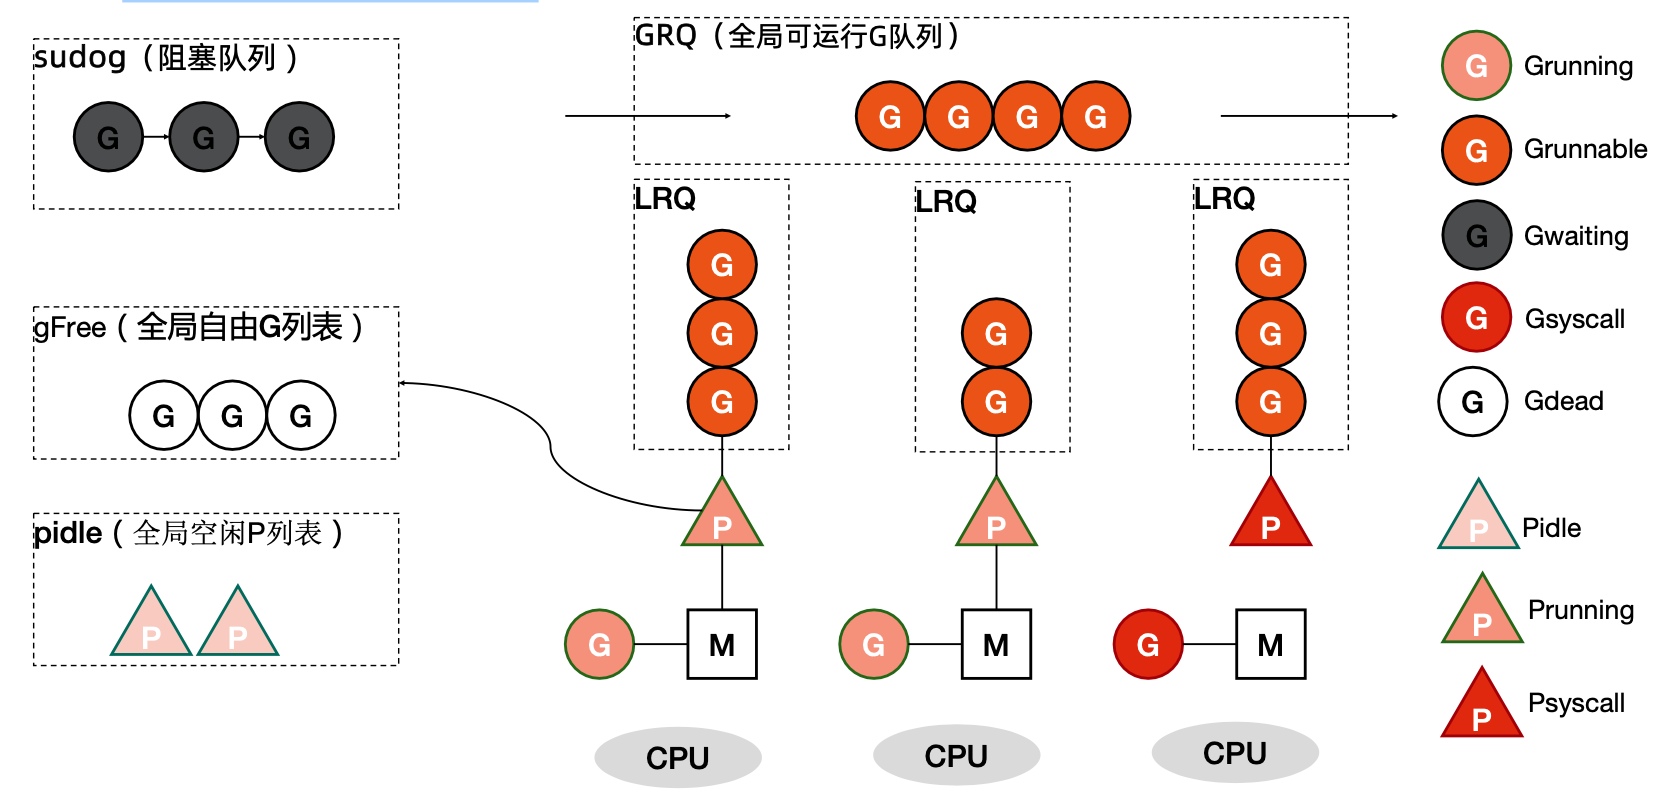 sudog（阻塞队列 ）
G G G
GRQ（全局可运行G队列）
G G G G
LRQ
G
G
G
LRQ
G
G
LRQ
G
G
G
gFree（ 全局自由G列表 ）
G G G
pidle（ 全局空闲P列表 ）
P P
P
P
P
G M
G M
G M
CPU
CPU
CPU
G Grunning
G Grunnable
G Gwaiting
G Gsyscall
G Gdead
P Pidle
P Prunning
P Psyscall